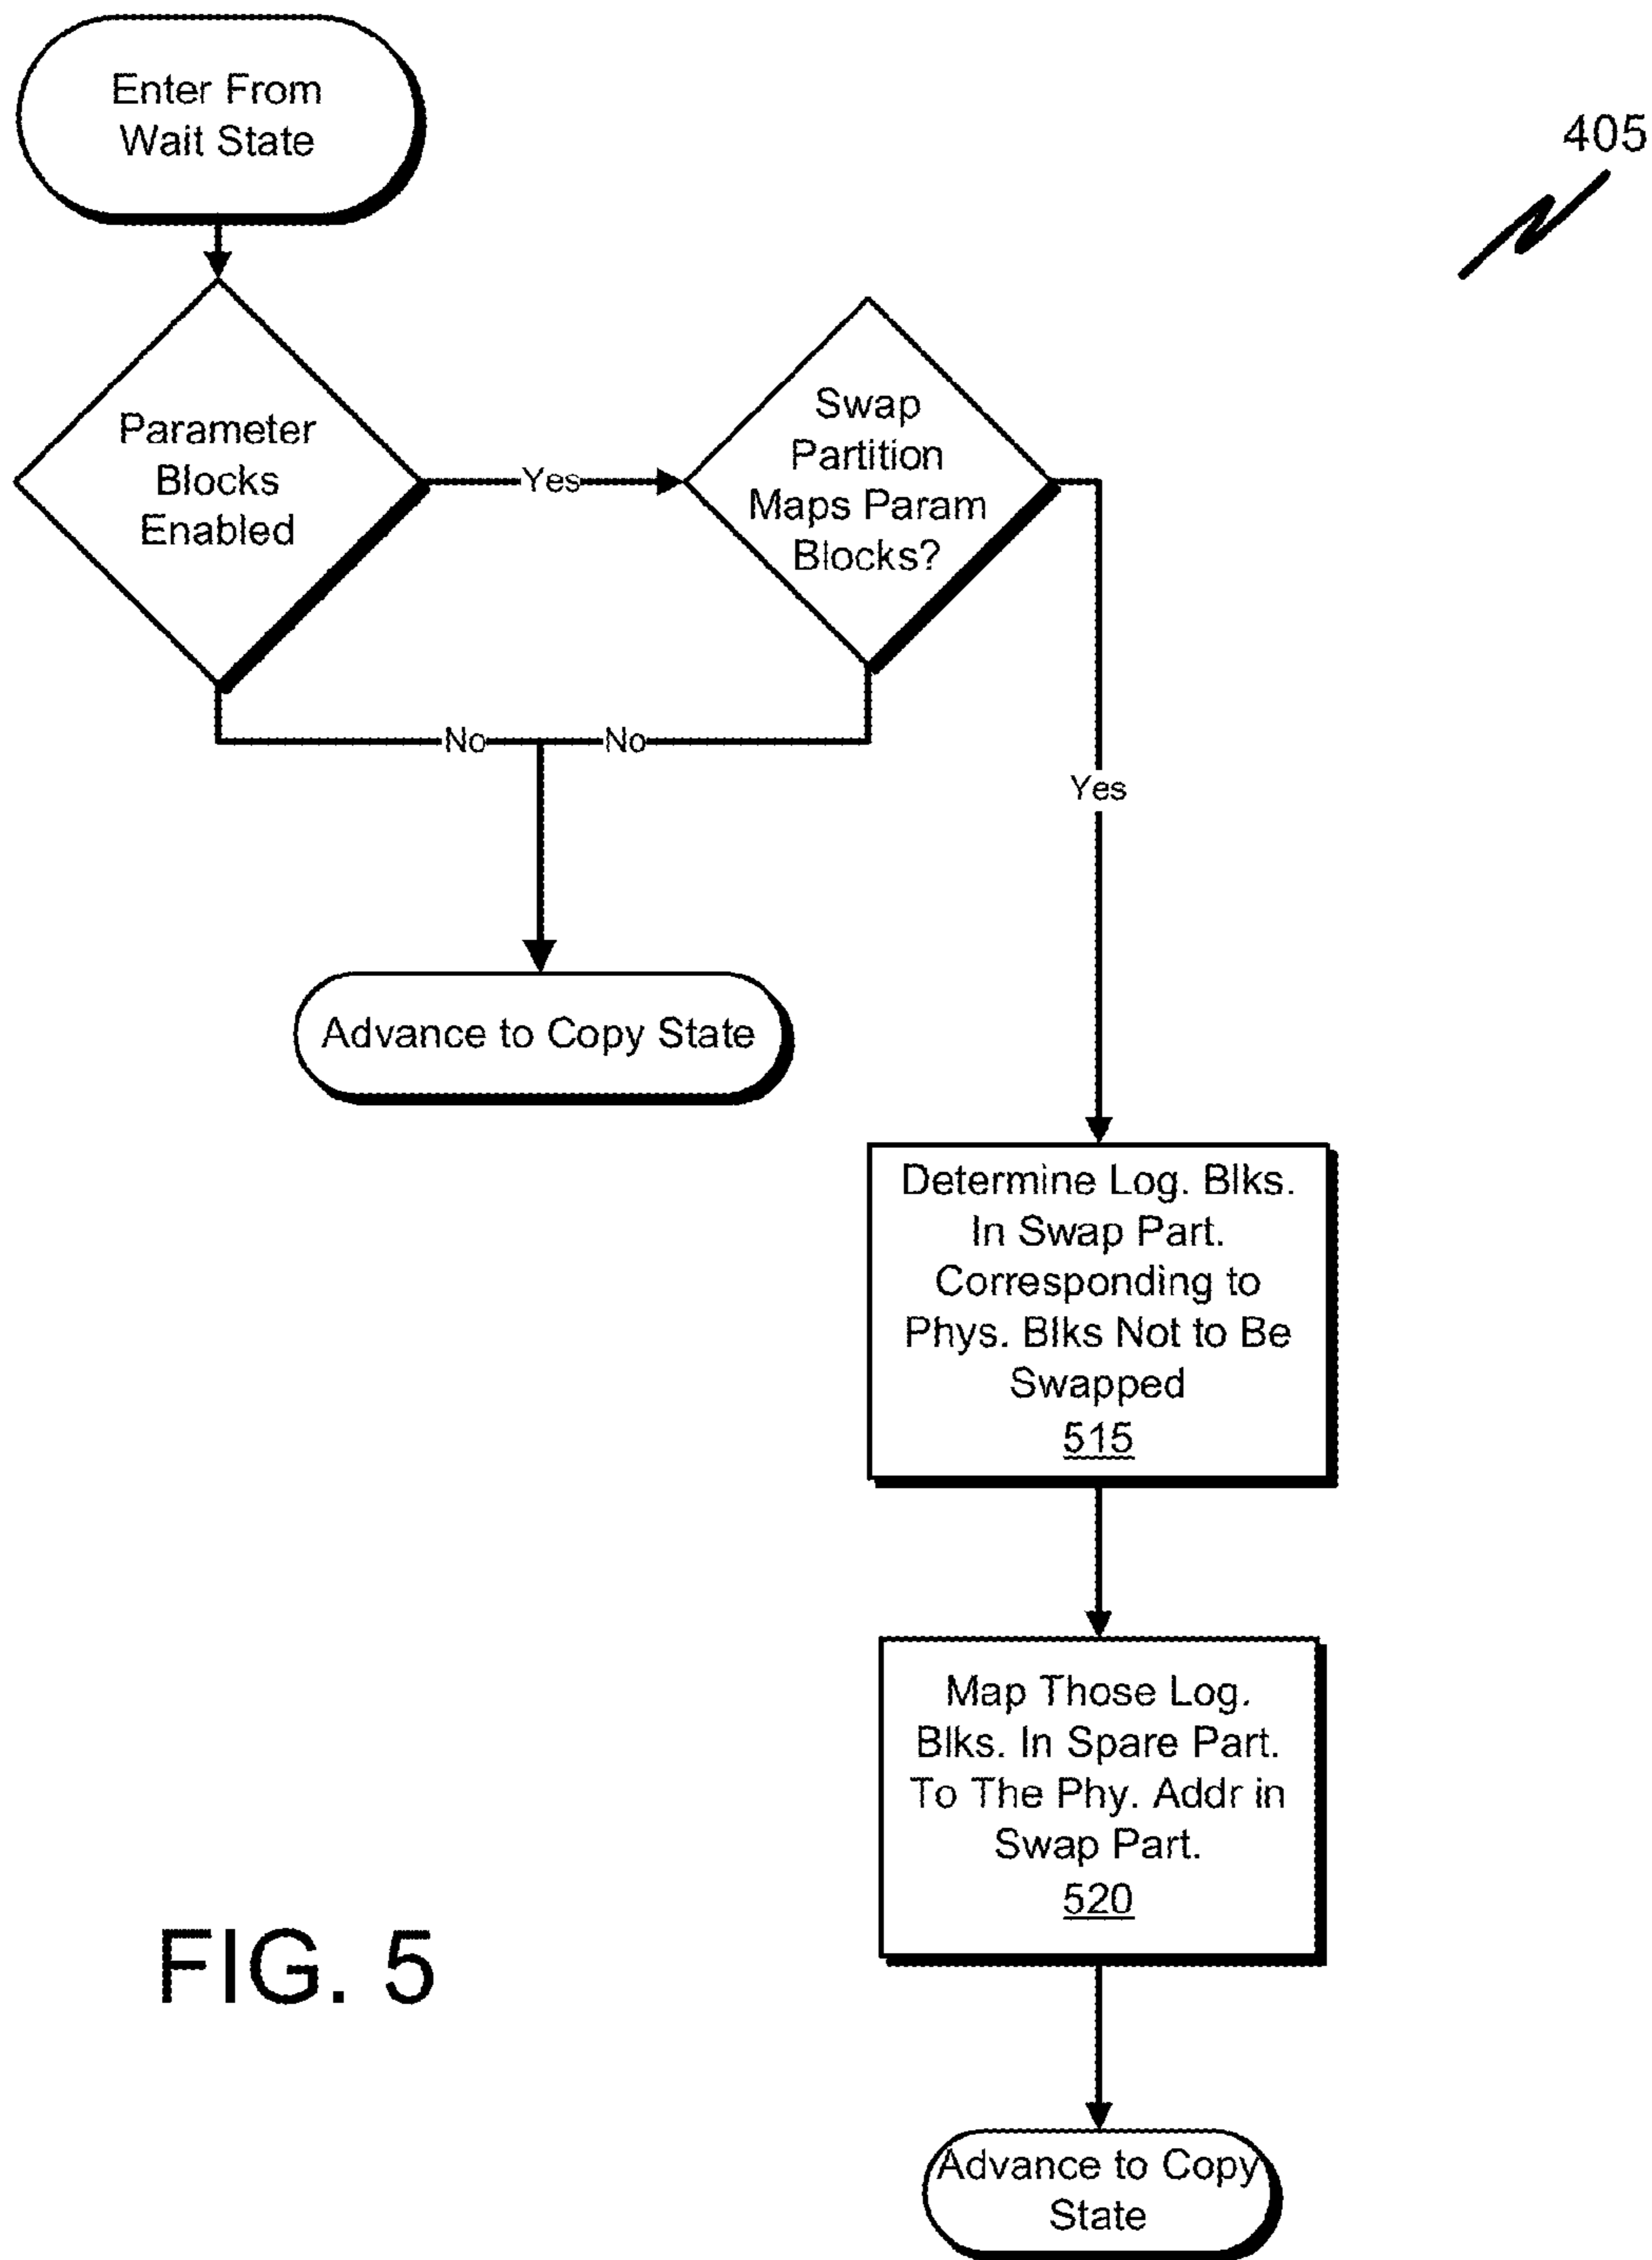 Enter From
Wait State
405
Parameter
Blocks
Enabled
Yes
Swap
Partition
Maps Param
Blocks?
No
No
Yes
Advance to Copy State
Determine Log. Blks.
In Swap Part.
Corresponding to
Phys. Blks Not to Be
Swapped
515
Map Those Log.
Blks. In Spare Part.
To The Phy. Addr in
Swap Part.
520
Advance to Copy
State
FIG. 5